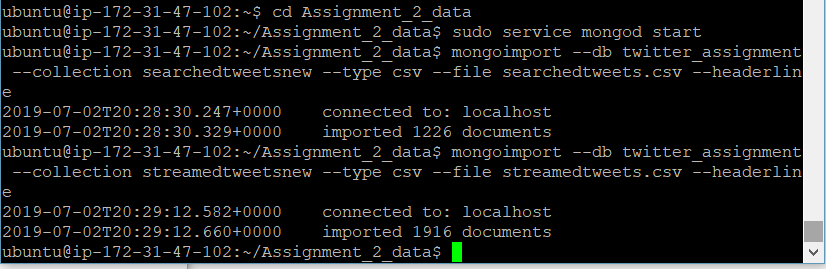 ubuntu@ip-172-31-47-102:~$ cd Assignment_2_data
ubuntu@ip-172-31-47-102:~/Assignment_2_data$ sudo service mongod start
ubuntu@ip-172-31-47-102:~/Assignment_2_data$ mongoimport --db twitter_assignment
 --collection searchedtweetsnew --type csv --file searchedtweets.csv --headerlin
e
2019-07-02T20:28:30.247+0000    connected to: localhost
2019-07-02T20:28:30.329+0000    imported 1226 documents
ubuntu@ip-172-31-47-102:~/Assignment_2_data$ mongoimport --db twitter_assignment
 --collection streamedtweetsnew --type csv --file streamedtweets.csv --headerlin
e
2019-07-02T20:29:12.582+0000    connected to: localhost
2019-07-02T20:29:12.660+0000    imported 1916 documents
ubuntu@ip-172-31-47-102:~/Assignment_2_data$